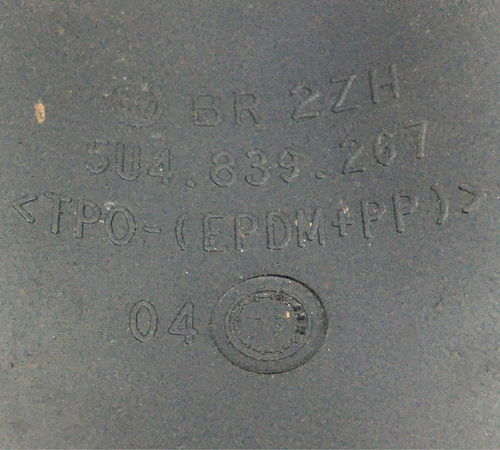 BR 2ZH
5U4.839.267
<TPO-(EPDM+PP)>
04